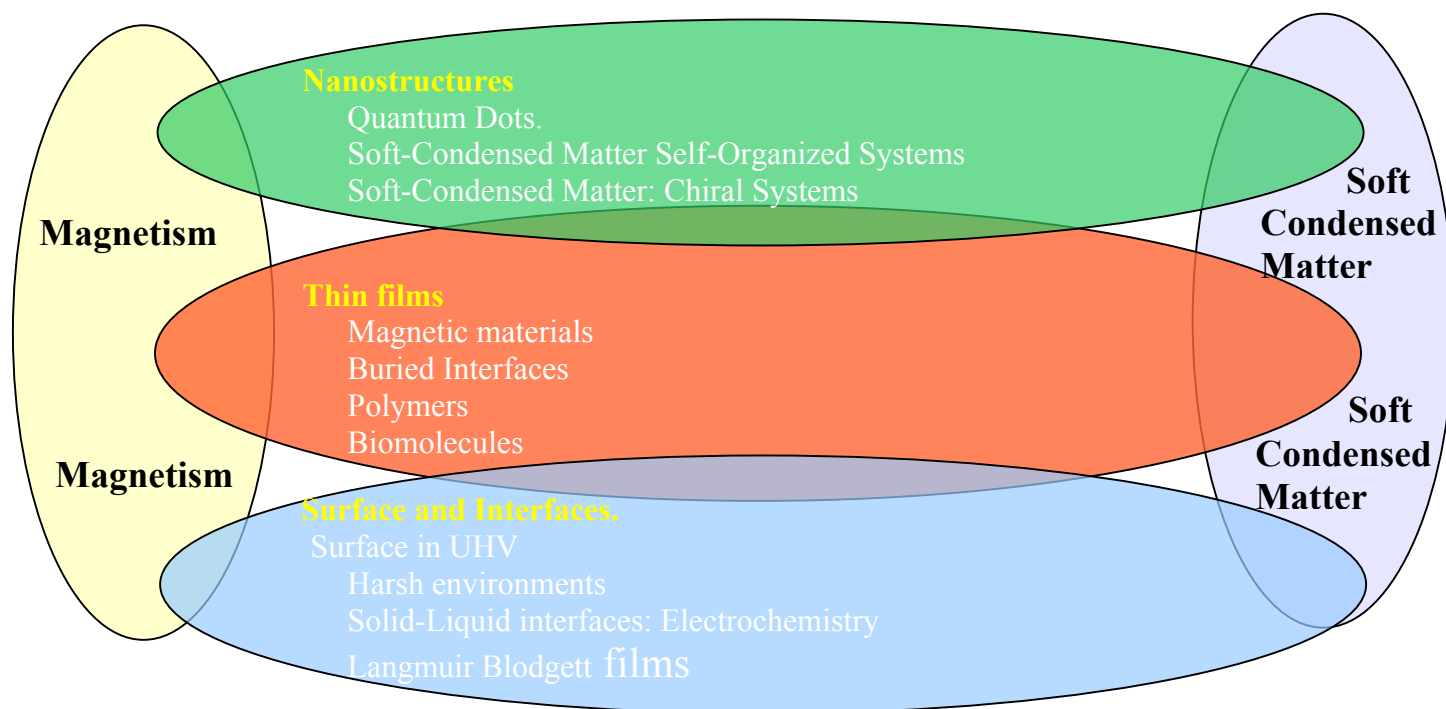 Nanostructures
Quantum Dots.
Soft-Condensed Matter Self-Organized Systems
Soft-Condensed Matter: Chiral Systems
Magnetism
Soft
Condensed
Matter
Thin films
Magnetic materials
Buried Interfaces
Polymers
Biomolecules
Magnetism
Soft
Condensed
Matter
Surface and Interfaces.
Surface in UHV
Harsh environments
Solid-Liquid interfaces: Electrochemistry
Langmuir Blodgett films